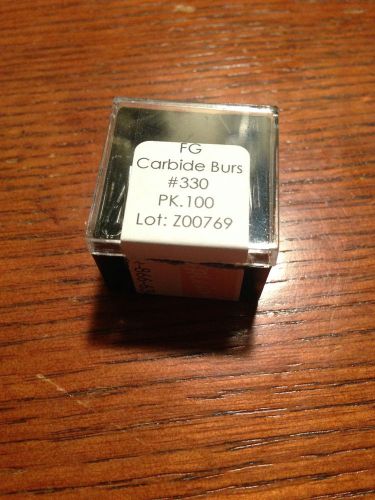 FG
Carbide Burs
#330
PK.100
Lot: Z00769